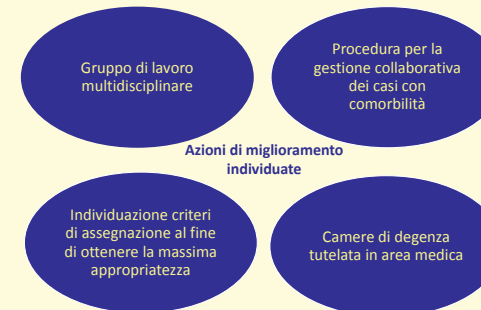 Gruppo di lavoro
multidisciplinare
Procedura per la
gestione collaborativa
dei casi con
comorbilità
Azioni di miglioramento
individuate
Individuazione criteri
di assegnazione al fine
di ottenere la massima
appropriatezza
Camere di degenza
tutelata in area medica